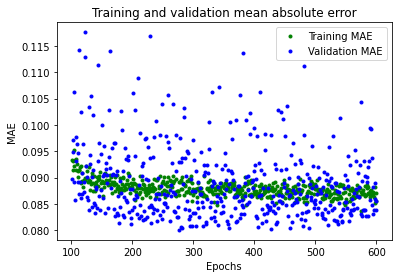 Training and validation mean absolute error
Training MAE
Validation MAE
MAE
0.115
0.110
0.105
0.100
0.095
0.090
0.085
0.080
100
200
300
400
500
600
Epochs